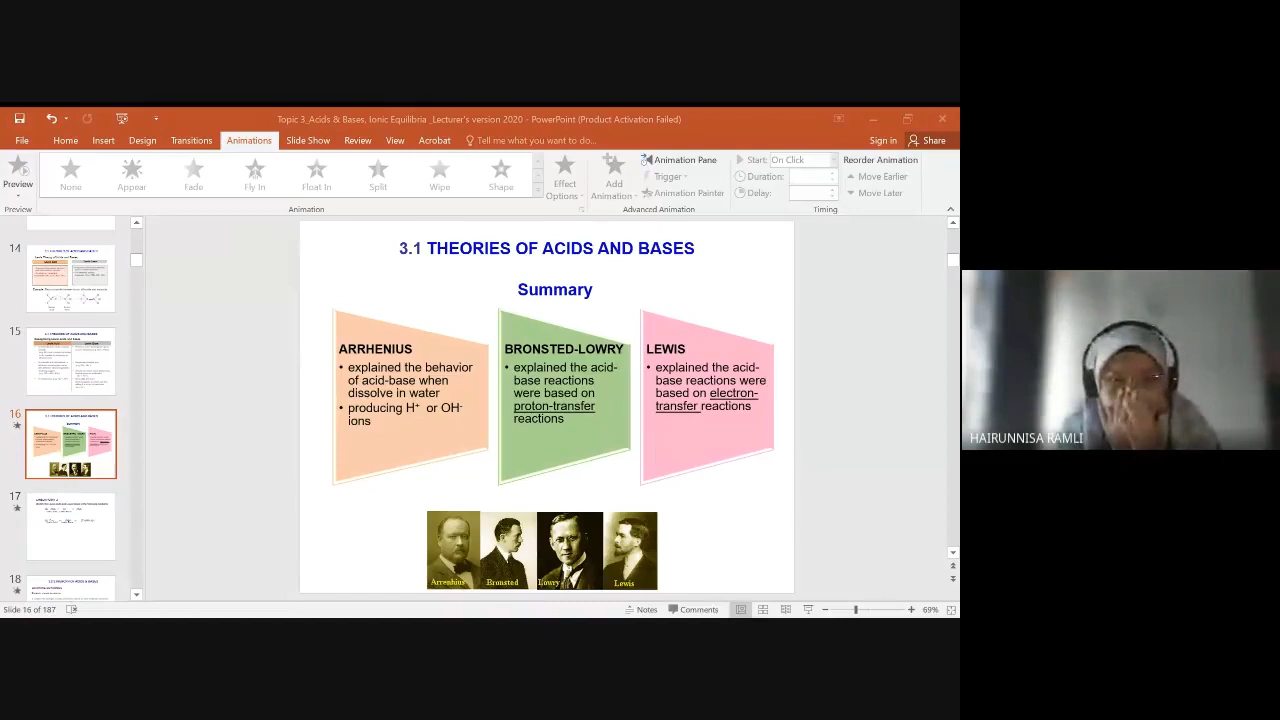 Topic 3_Acids & Bases, Ionic Equilibria _Lecturer's version 2020 - PowerPoint (Product Activation Failed)
File Home Insert Design Transitions Animations Slide Show Review View Acrobat Tell me what you want to do... Sign in Share
Preview
None Appear Fade Fly In Float In Split Wipe Shape
Effect Options
Add Animation
Animation Pane
Trigger
Animation Painter
Start: On Click
Duration:
Delay:
Reorder Animation
Move Earlier
Move Later
Preview Animation Advanced Animation Timing
14
15
16
17
18
3.1 THEORIES OF ACIDS AND BASES
Summary
ARRHENIUS
• explained the behavior
of acid-base when
dissolve in water
• producing H⁺ or OH⁻
ions
BRONSTED-LOWRY
• explained the acid-
base reactions
were based on
proton-transfer
reactions
LEWIS
• explained the acid-
base reactions were
based on electron-
transfer reactions
Arrenhius Bronsted Lowry Lewis
HAIRUNNISA RAMLI
Slide 16 of 187 Notes Comments 69%